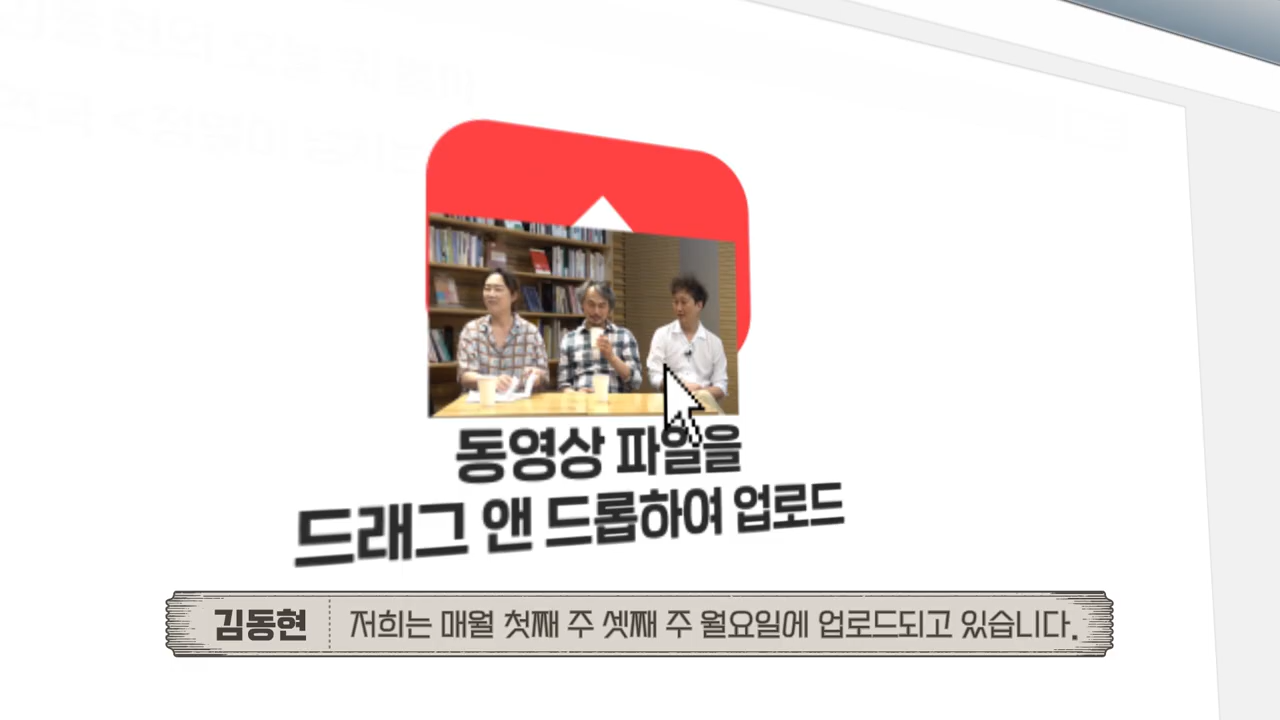 동영상 파일을
드래그 앤 드롭하여 업로드
김동현 저희는 매월 첫째 주 셋째 주 월요일에 업로드되고 있습니다.